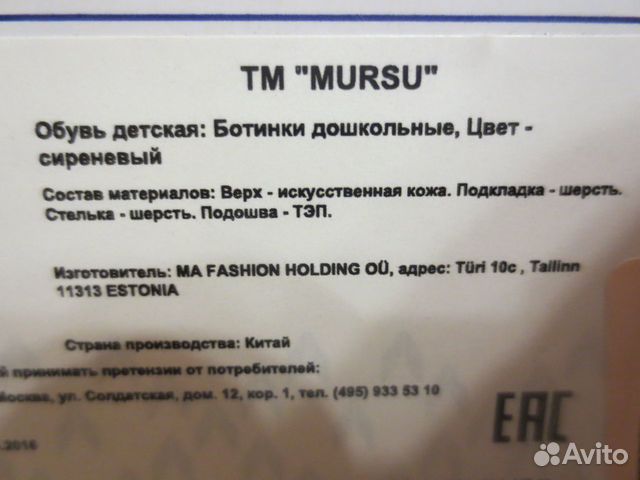 ТМ "MURSU"
Обувь детская: Ботинки дошкольные, Цвет -
сиреневый
Состав материалов: Верх - искусственная кожа. Подкладка - шерсть.
Стелька - шерсть. Подошва - ТЭП.
Изготовитель: MA FASHION HOLDING OÜ, адрес: Türi 10c , Tallinn
11313 ESTONIA
Страна производства: Китай
й принимать претензии от потребителей:
Москва, ул. Солдатская, дом. 12, кор. 1, тел. (495) 933 53 10
.2016
EAC
Avito